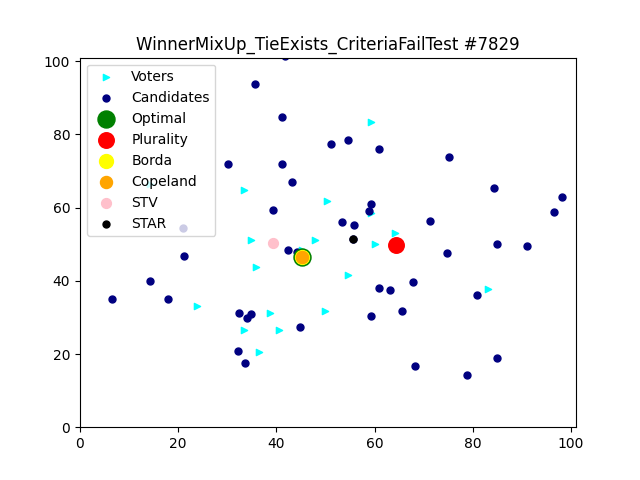 WinnerMixUp_TieExists_CriteriaFailTest #7829
Voters
Candidates
Optimal
Plurality
Borda
Copeland
STV
STAR
100
80
60
40
20
0
0 20 40 60 80 100